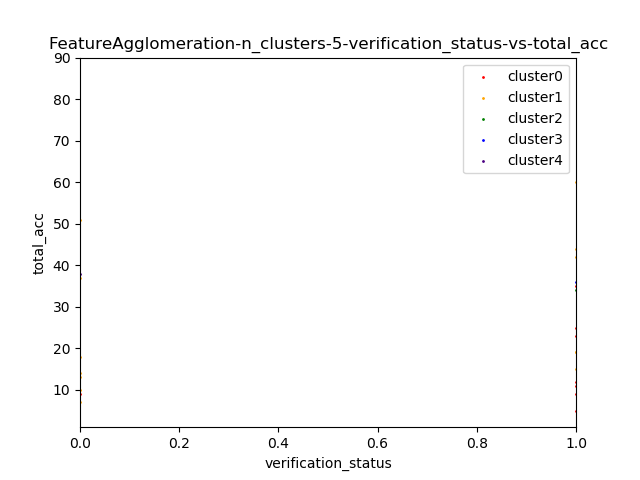 FeatureAgglomeration-n_clusters-5-verification_status-vs-total_acc
90
80
70
60
50
40
30
20
10
total_acc
cluster0
cluster1
cluster2
cluster3
cluster4
0.0 0.2 0.4 0.6 0.8 1.0
verification_status